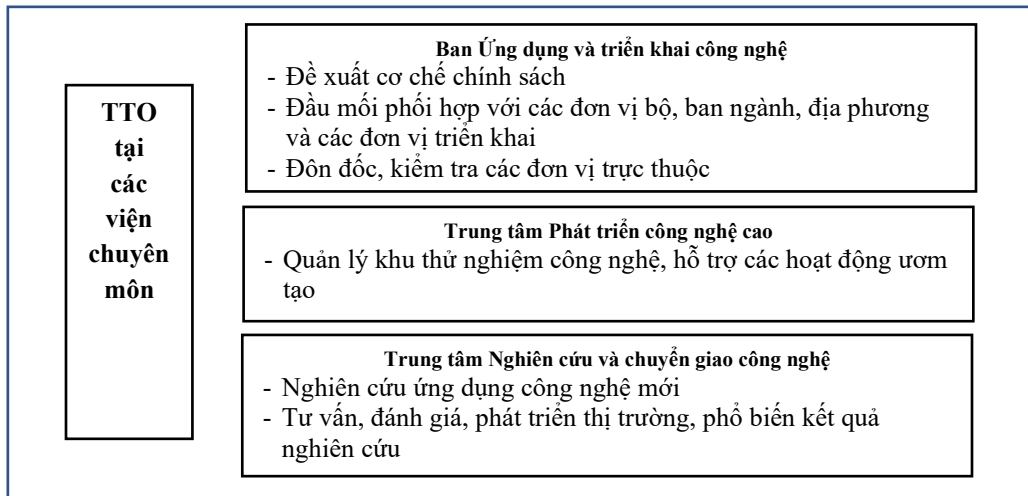 TTO
tại
các
viện
chuyên
môn
Ban Ứng dụng và triển khai công nghệ
- Đề xuất cơ chế chính sách
- Đầu mối phối hợp với các đơn vị bộ, ban ngành, địa phương
và các đơn vị triển khai
- Đôn đốc, kiểm tra các đơn vị trực thuộc
Trung tâm Phát triển công nghệ cao
- Quản lý khu thử nghiệm công nghệ, hỗ trợ các hoạt động ươm
tạo
Trung tâm Nghiên cứu và chuyển giao công nghệ
- Nghiên cứu ứng dụng công nghệ mới
- Tư vấn, đánh giá, phát triển thị trường, phổ biến kết quả
nghiên cứu